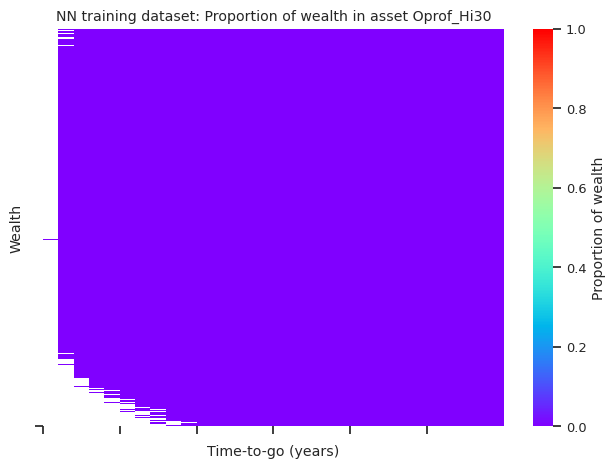 NN training dataset: Proportion of wealth in asset Oprof_Hi30
1.0
0.8
0.6
0.4
0.2
0.0
Proportion of wealth
Wealth
Time-to-go (years)